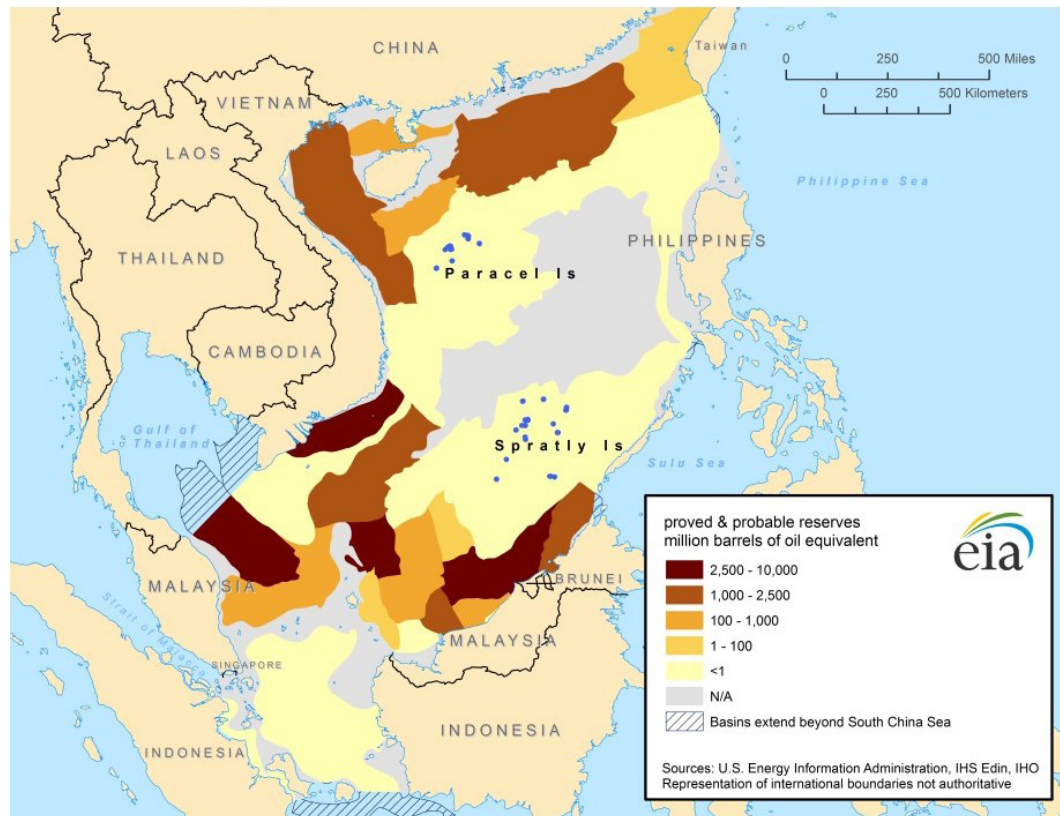 CHINA
Taiwan
0 250 500 Miles
0 250 500 Kilometers
VIETNAM
LAOS
Philippine Sea
THAILAND
PHILIPPINES
Paracel Is
CAMBODIA
Gulf of
Thailand
Spratly Is
Sulu Sea
MALAYSIA
BRUNEI
Strait of Malacca
MALAYSIA
SINGAPORE
INDONESIA
INDONESIA
proved & probable reserves
million barrels of oil equivalent
eia
2,500 - 10,000
1,000 - 2,500
100 - 1,000
1 - 100
<1
N/A
Basins extend beyond South China Sea
Sources: U.S. Energy Information Administration, IHS Edin, IHO
Representation of international boundaries not authoritative